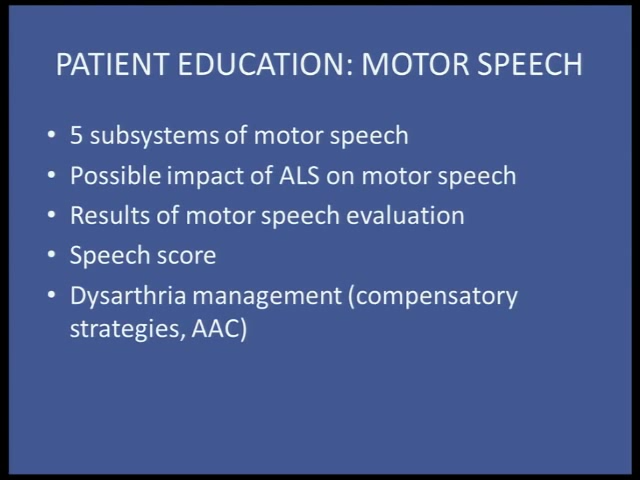 PATIENT EDUCATION: MOTOR SPEECH
• 5 subsystems of motor speech
• Possible impact of ALS on motor speech
• Results of motor speech evaluation
• Speech score
• Dysarthria management (compensatory
strategies, AAC)